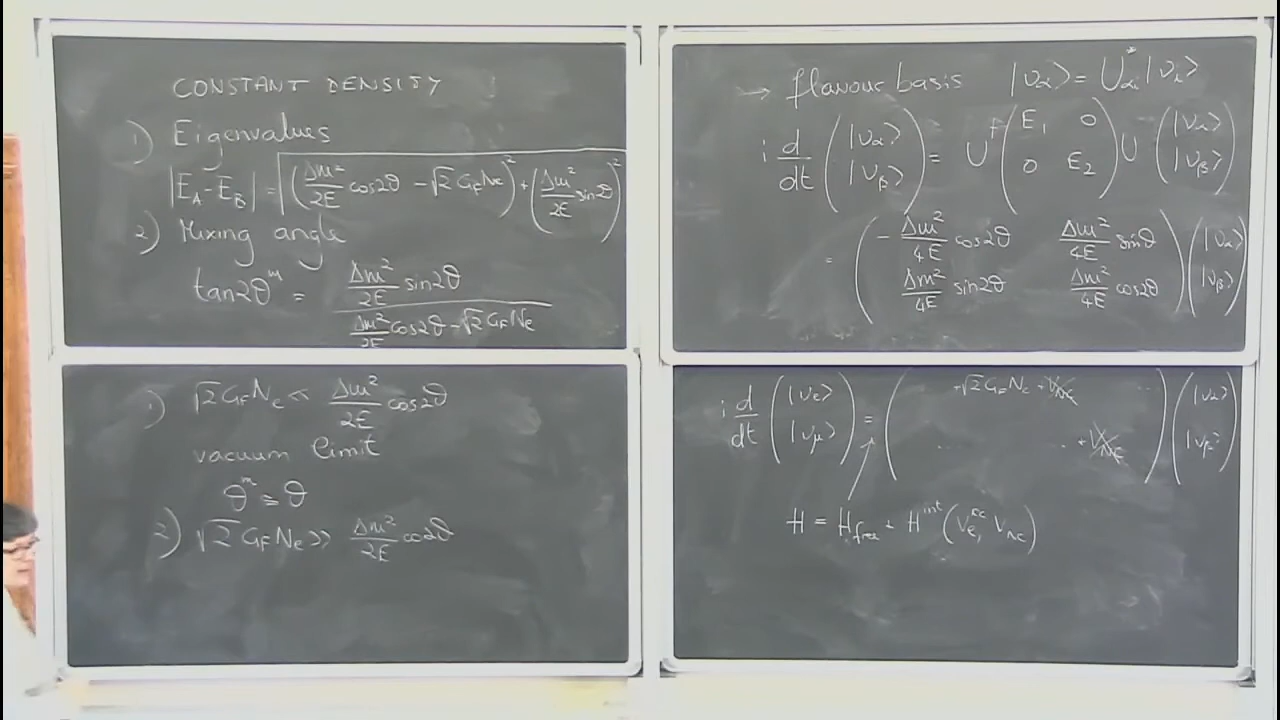 CONSTANT DENSITY
1) Eigenvalues
|E_A - E_B| = √((Δm²/2E cos2θ - √2 G_F N_e)² + (Δm²/2E sin2θ)²)
2) Mixing angle
tan2θ^m = (Δm²/2E sin2θ) / (Δm²/2E cos2θ - √2 G_F N_e)
1) √2 G_F N_e << Δm²/2E cos2θ
vacuum limit
θ^m ≃ θ
2) √2 G_F N_e >> Δm²/2E cos2θ
→ flavour basis |ν_α> = U*_αi |ν_i>
i d/dt (|ν_α> |ν_β>) = U† (E_1 0 0 E_2) U (|ν_α> |ν_β>)
= (-Δm²/4E cos2θ Δm²/4E sinθ
Δm²/4E sin2θ Δm²/4E cos2θ) (|ν_α> |ν_β>)
i d/dt (|ν_e> |ν_μ>) = ( +√2 G_F N_e + V_NC ...
... + V_NC)
H = H_free + H^int (V_e^cc, V_NC)